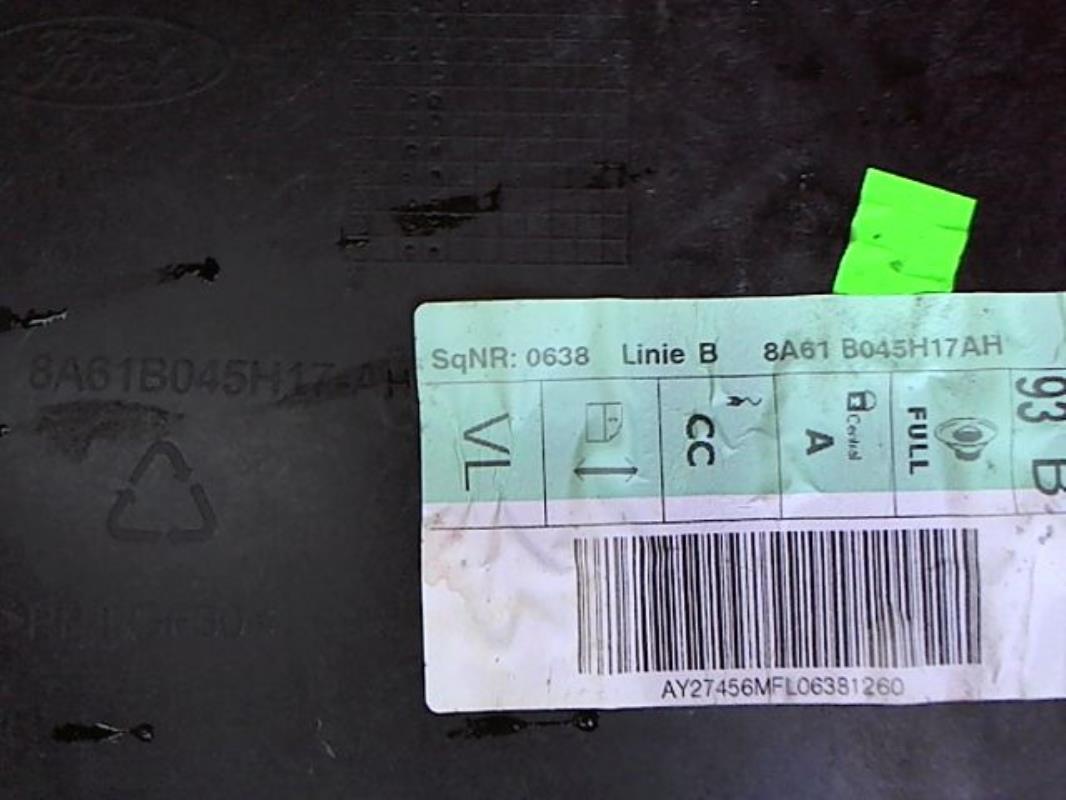 Ford
SqNR: 0638 Linie B 8A61 B045H17AH
8A61B045H17-AH
VL
CC
Central
A
FULL
93 B
AY27456MFL06381260